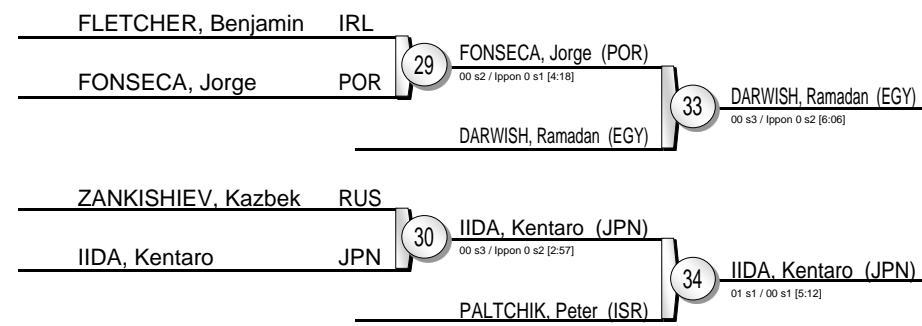 FLETCHER, Benjamin IRL
29
FONSECA, Jorge (POR)
00 s2 / Ippon 0 s1 [4:18]
FONSECA, Jorge POR
33
DARWISH, Ramadan (EGY)
00 s3 / Ippon 0 s2 [6:06]
DARWISH, Ramadan (EGY)
ZANKISHIEV, Kazbek RUS
30
IIDA, Kentaro (JPN)
00 s3 / Ippon 0 s2 [2:57]
IIDA, Kentaro JPN
34
IIDA, Kentaro (JPN)
01 s1 / 00 s1 [5:12]
PALTCHIK, Peter (ISR)